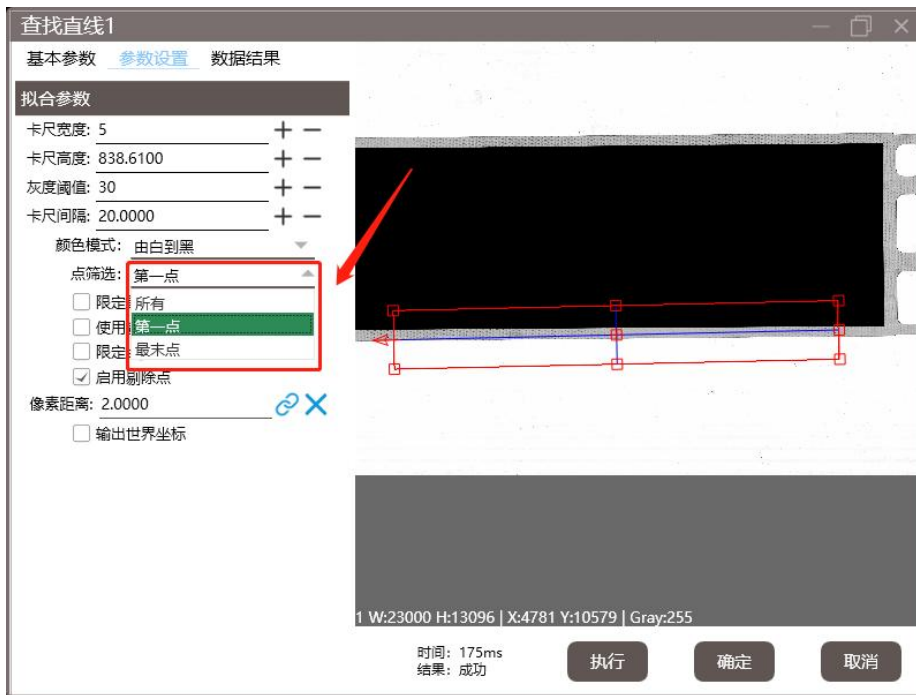 查找直线1
基本参数 参数设置 数据结果
拟合参数
卡尺宽度: 5
卡尺高度: 838.6100
灰度阈值: 30
卡尺间隔: 20.0000
颜色模式: 由白到黑
点筛选: 第一点
限定 所有
使用 第一点
限定 最末点
启用剔除点
像素距离: 2.0000
输出世界坐标
1 W:23000 H:13096 | X:4781 Y:10579 | Gray:255
时间: 175ms
结果: 成功
执行 确定 取消